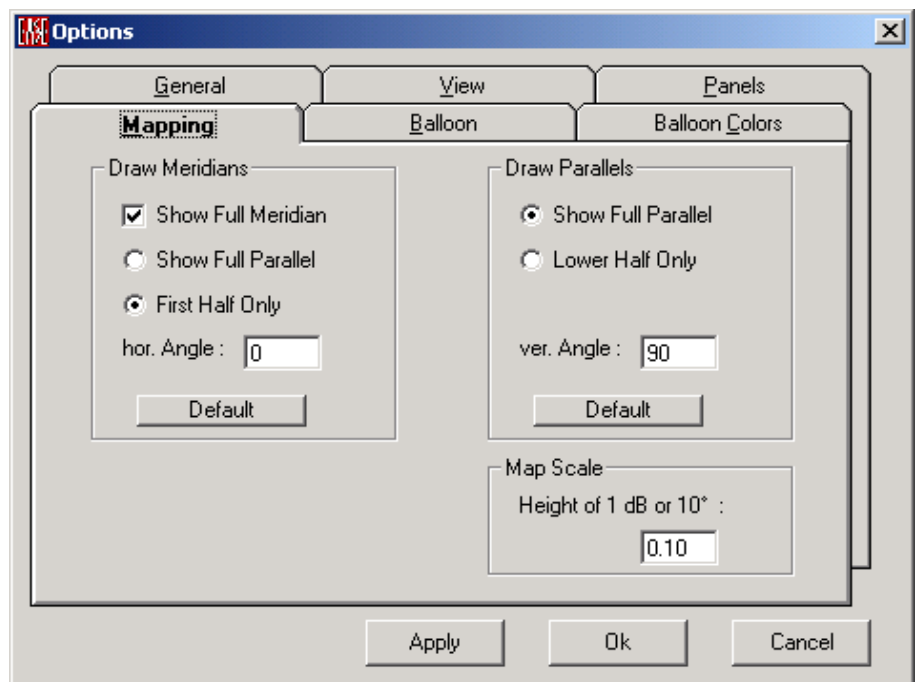 Options
General
View
Panels
Mapping
Balloon
Balloon Colors
Draw Meridians
Show Full Meridian
Show Full Parallel
First Half Only
hor. Angle : 0
Default
Draw Parallels
Show Full Parallel
Lower Half Only
ver. Angle : 90
Default
Map Scale
Height of 1 dB or 10° :
0.10
Apply
Ok
Cancel